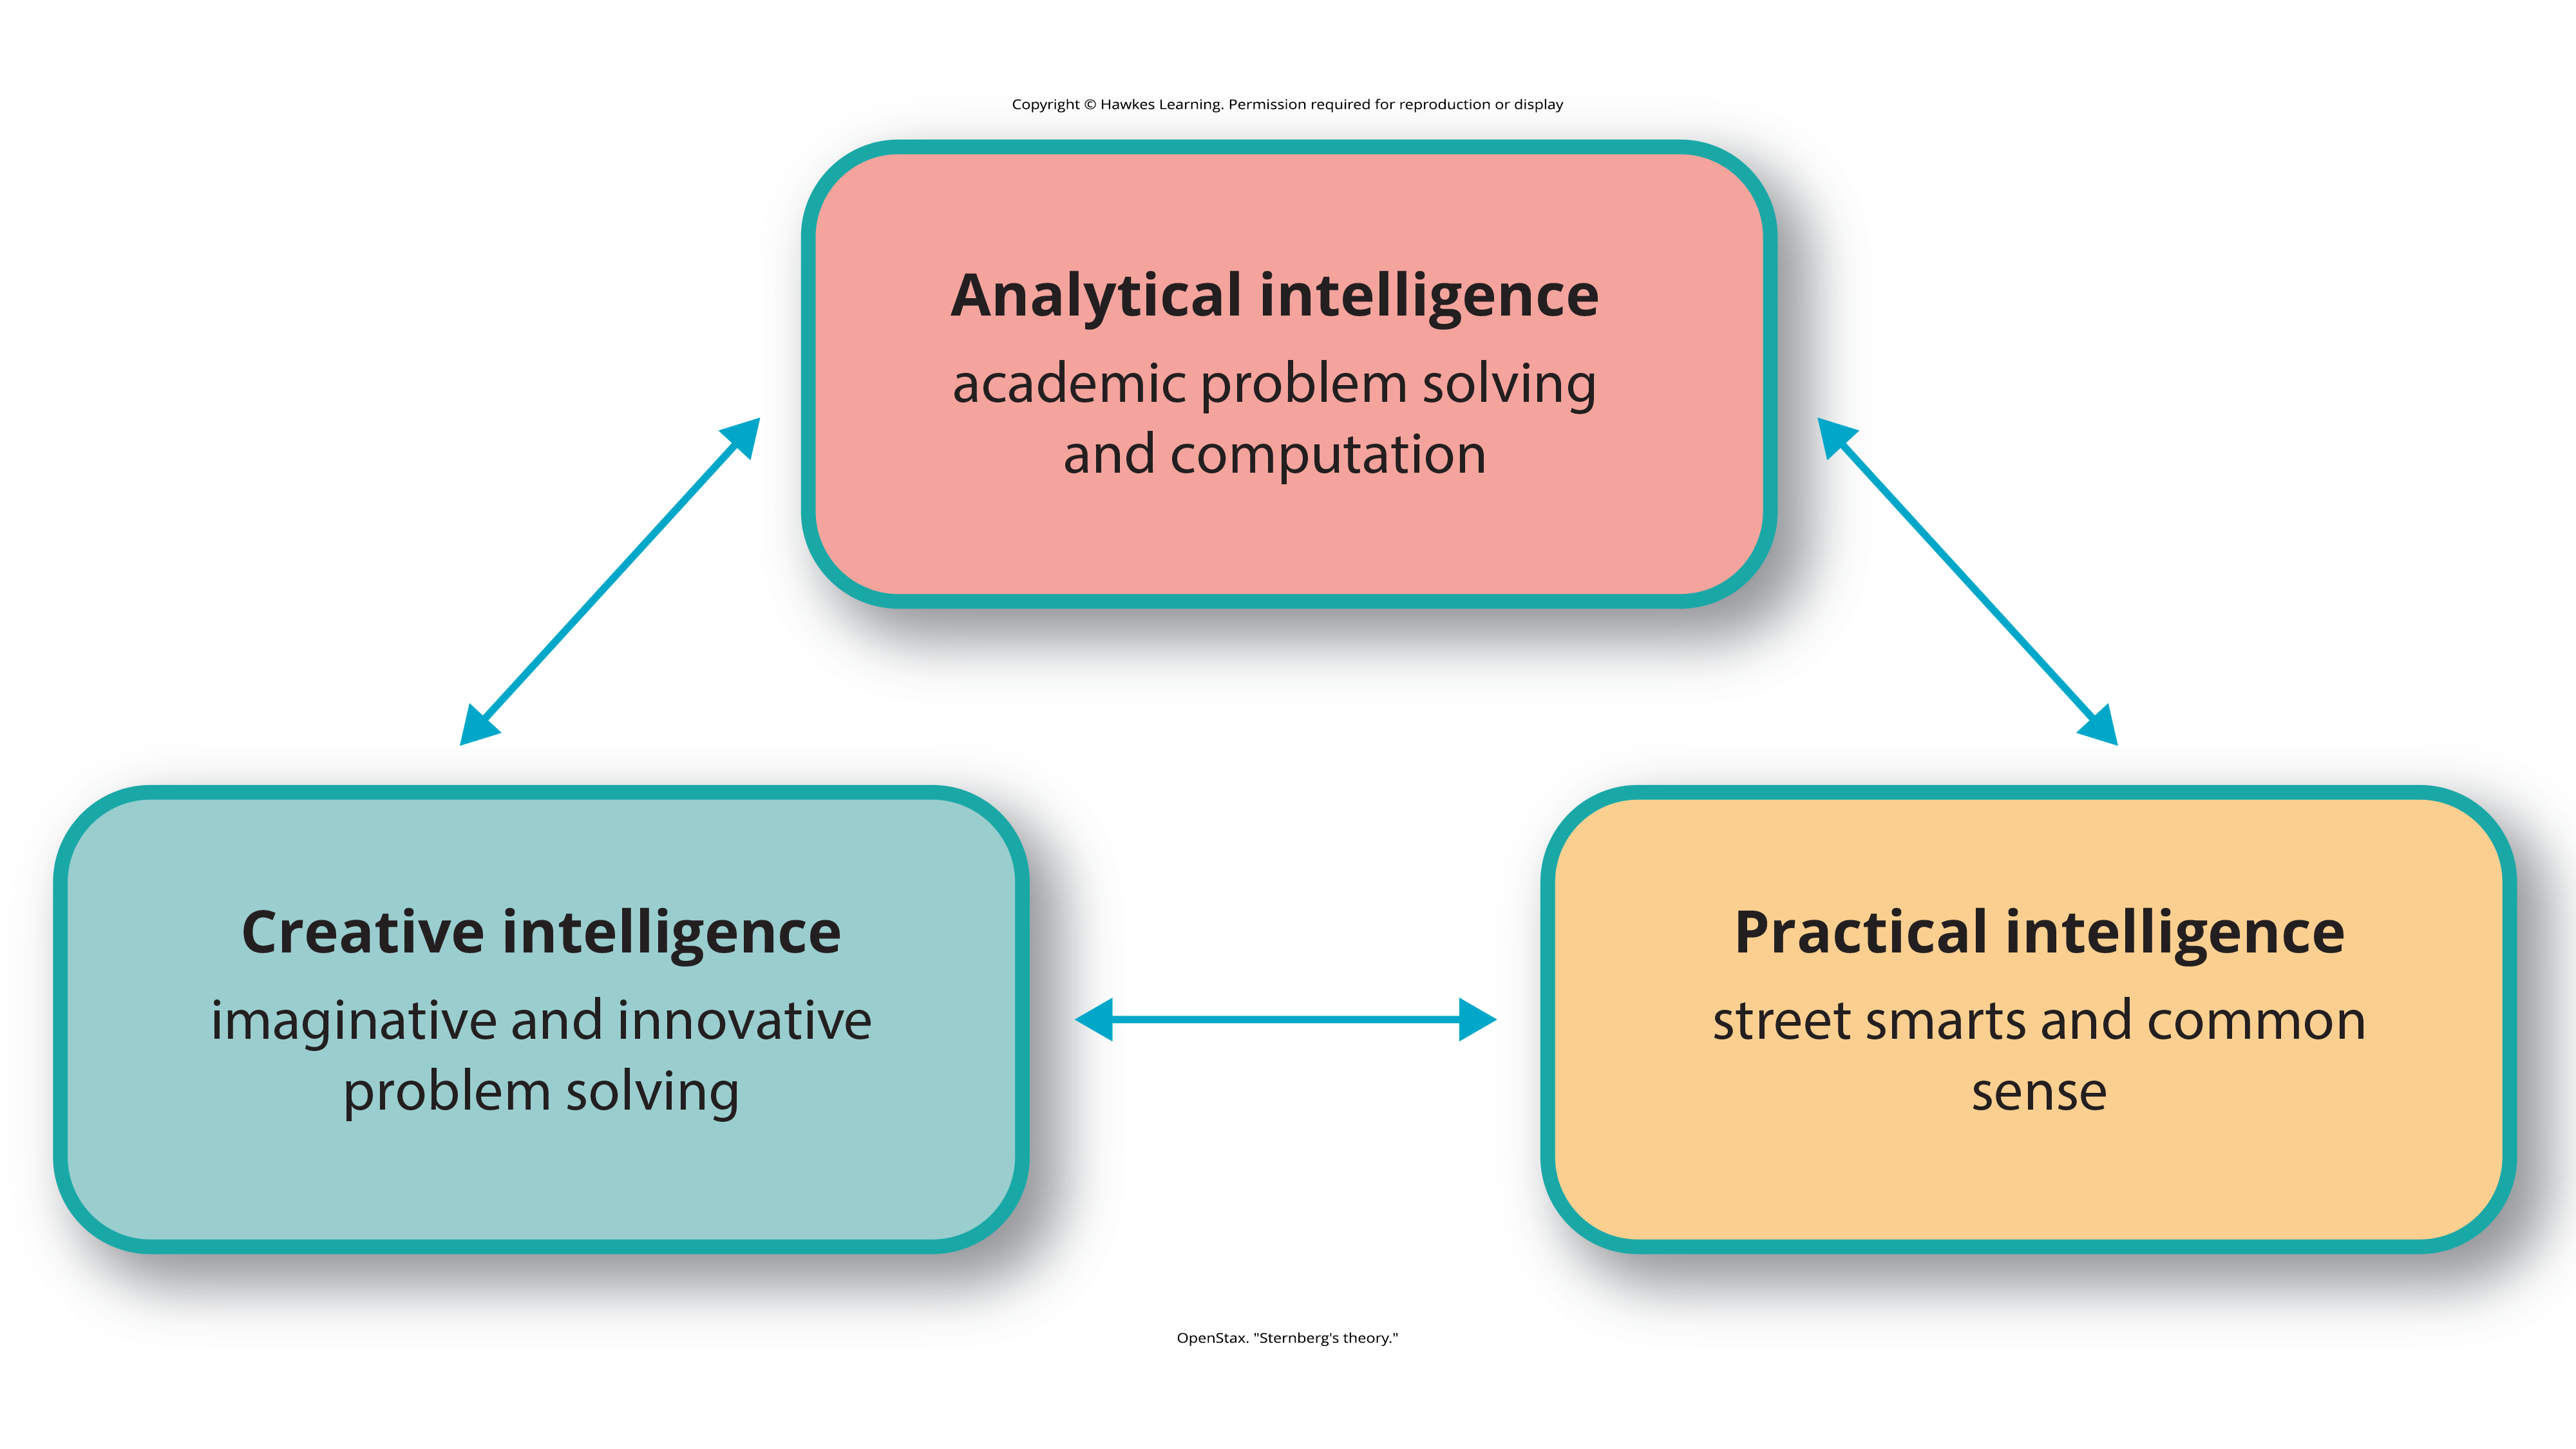 Copyright © Hawkes Learning. Permission required for reproduction or display
Analytical intelligence
academic problem solving
and computation
Creative intelligence
imaginative and innovative
problem solving
Practical intelligence
street smarts and common
sense
OpenStax. "Sternberg's theory."